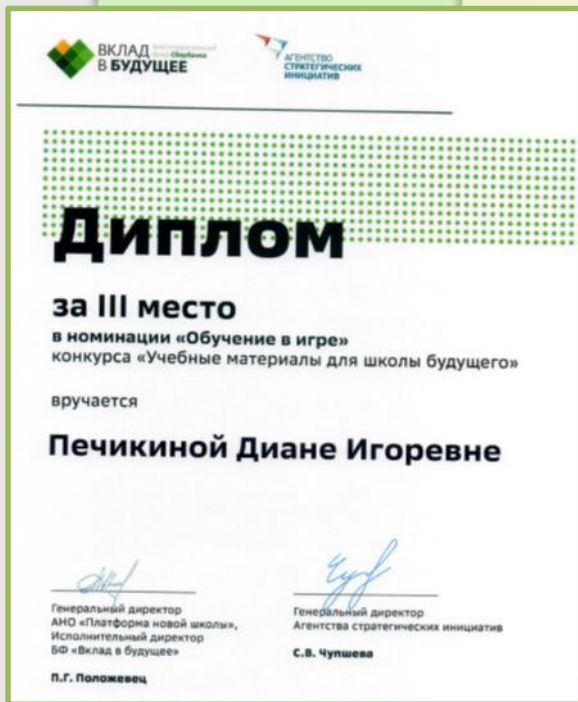 ВКЛАД
В БУДУЩЕЕ
Сбербанка
АГЕНТСТВО
СТРАТЕГИЧЕСКИХ
ИНИЦИАТИВ
Диплом
за III место
в номинации «Обучение в игре»
конкурса «Учебные материалы для школы будущего»
вручается
Печикиной Диане Игоревне
Генеральный директор
АНО «Платформа новой школы»,
Исполнительный директор
БФ «Вклад в будущее»
П.Г. Положевец
Генеральный директор
Агентства стратегических инициатив
С.В. Чупшева